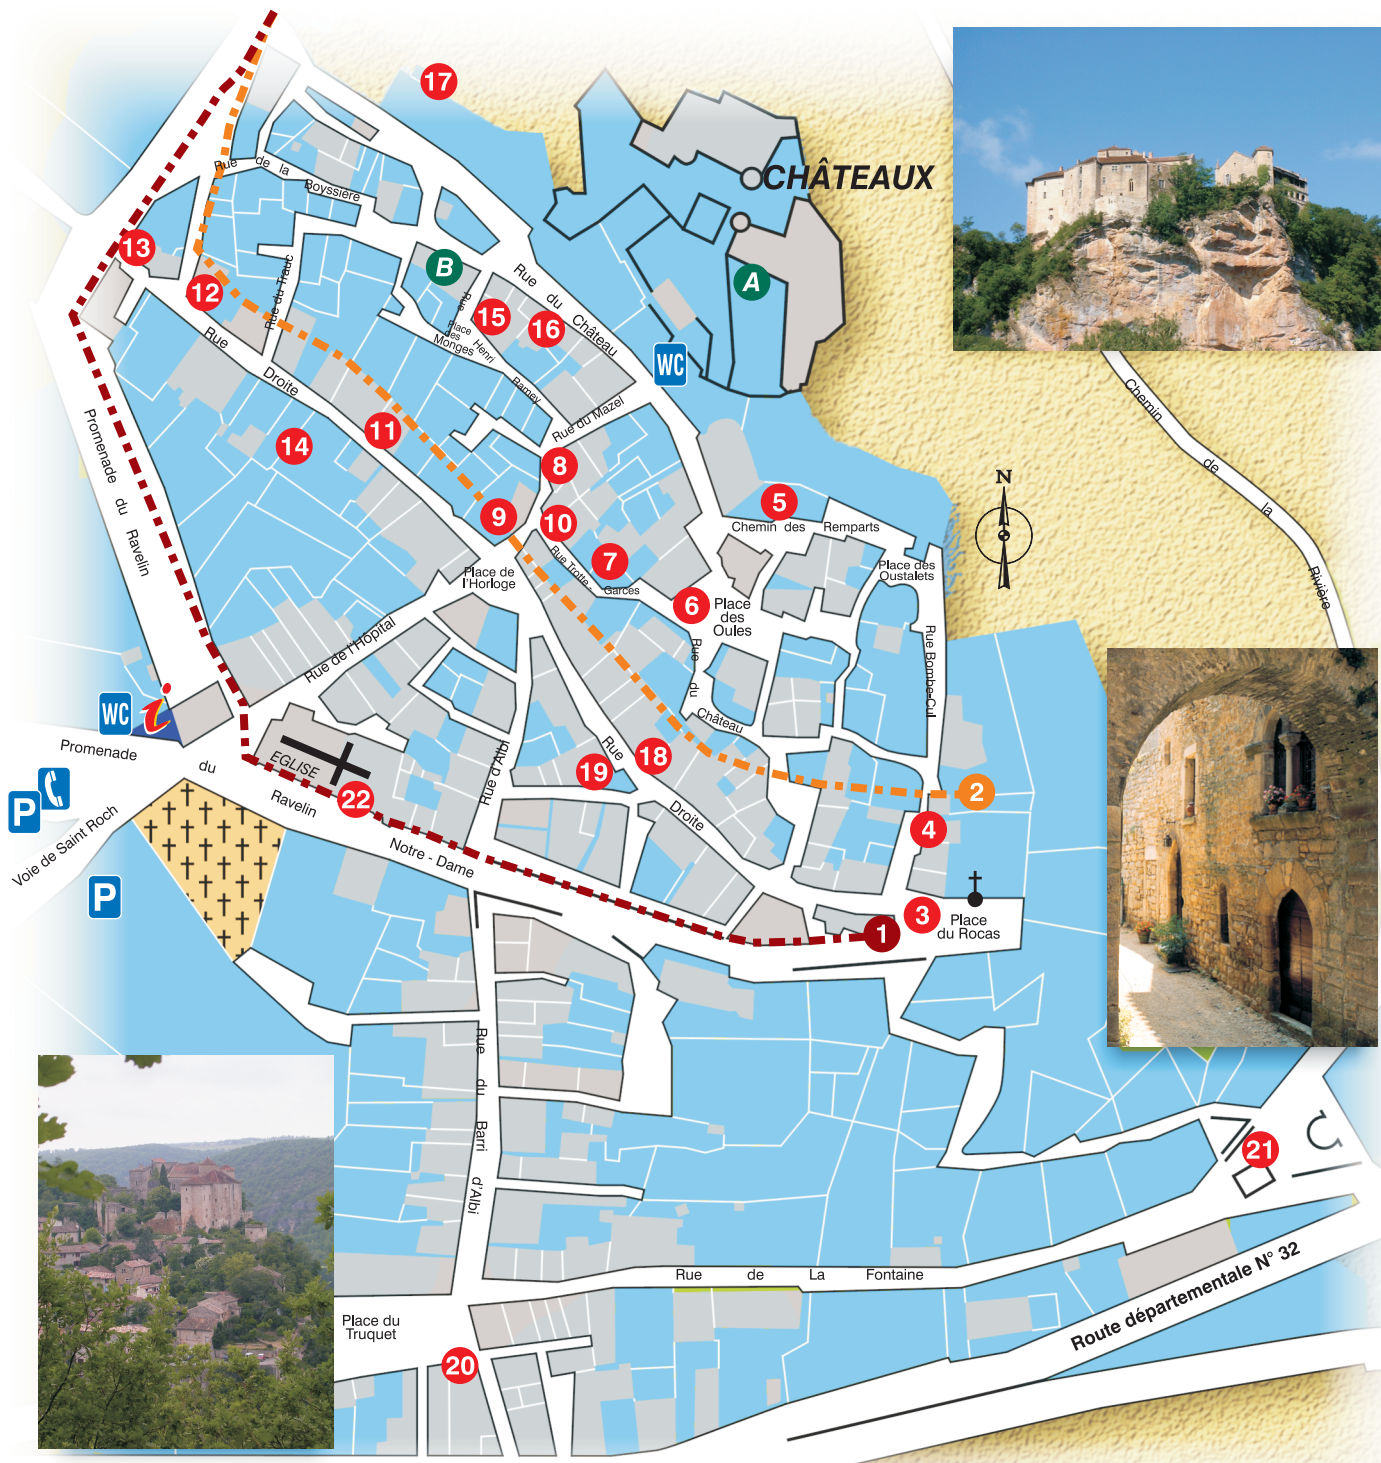 17
CHÂTEAUX
Rue de la
Boyssière
13
B
A
12
Rue du Trauc
Rue du Château
Rue
Henri
Ramey
15
16
Place
des
Monges
WC
Rue
Droite
Chemin
de
la
Rivière
Promenade du Ravelin
14
11
Rue du Mazel
8
N
9
10
5
Chemin des Remparts
7
Rue Trotte-
Garces
Place de
l'Horloge
Place des
Oustalets
6
Place
des
Oules
Rue de l'Hôpital
Rue
du
Château
Rue Bombe-Cul
WC
i
Promenade
du
Ravelin
EGLISE
22
Rue d'Albi
Rue
Droite
19
18
2
P
4
Notre - Dame
Voie de Saint Roch
P
3
Place
du Rocas
1
Rue
du
Barri
d'Albi
21
Rue de La Fontaine
Route départementale N° 32
Place du
Truquet
20